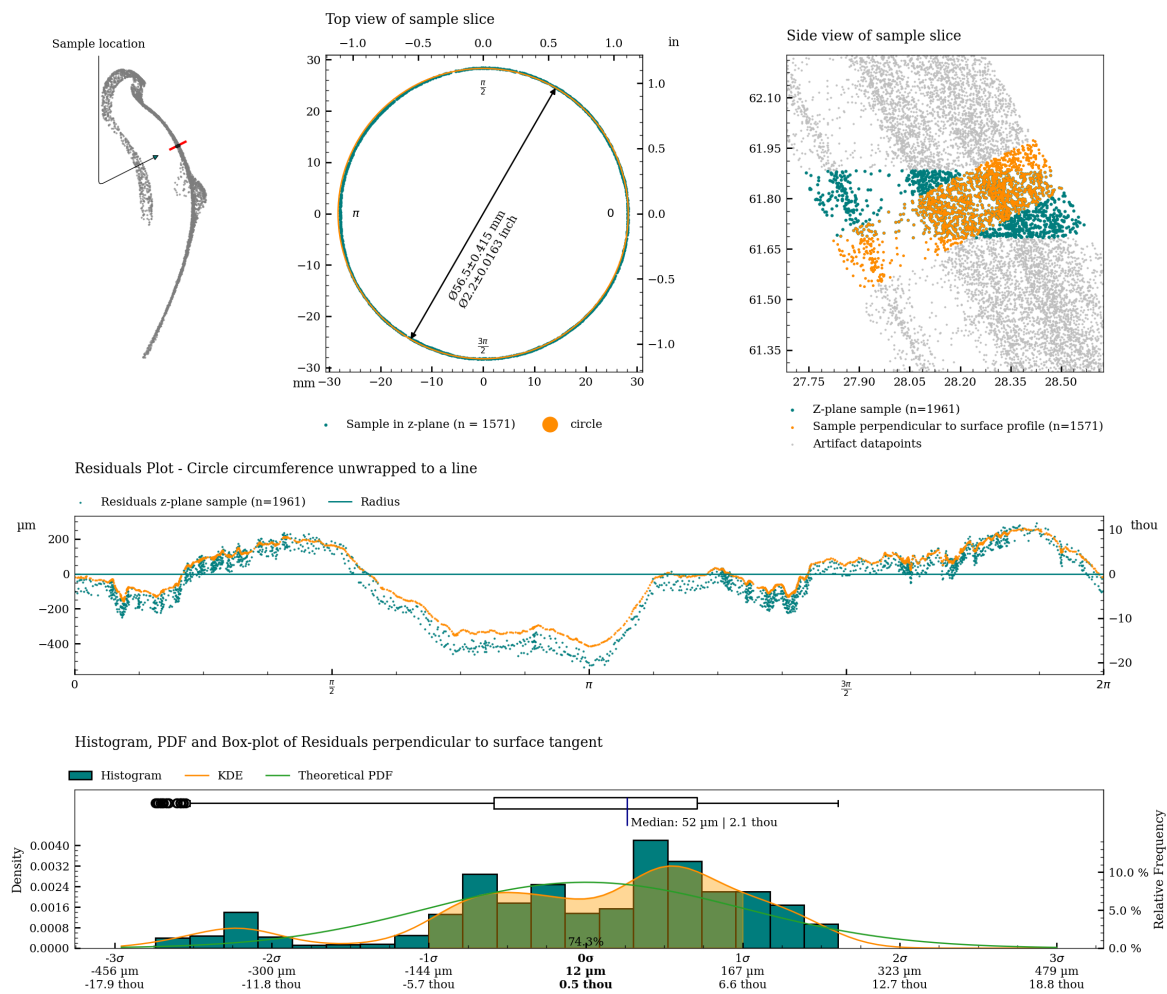 Sample location
Top view of sample slice
−1.0 −0.5 0.0 0.5 1.0 in
30
20
10
0
−10
−20
−30
1.0
0.5
0.0
−0.5
−1.0
π/2
π
0
3π/2
Ø56.5±0.415 mm
Ø2.2±0.0163 inch
mm −30 −20 −10 0 10 20 30
Sample in z-plane (n = 1571) circle
Side view of sample slice
62.10
61.95
61.80
61.65
61.50
61.35
27.75 27.90 28.05 28.20 28.35 28.50
Z-plane sample (n=1961)
Sample perpendicular to surface profile (n=1571)
Artifact datapoints
Residuals Plot - Circle circumference unwrapped to a line
Residuals z-plane sample (n=1961) Radius
µm
200
0
−200
−400
thou
10
0
−10
−20
0 π/2 π 3π/2 2π
Histogram, PDF and Box-plot of Residuals perpendicular to surface tangent
Histogram KDE Theoretical PDF
Median: 52 µm | 2.1 thou
Density
0.0040
0.0032
0.0024
0.0016
0.0008
0.0000
Relative Frequency
10.0 %
5.0 %
0.0 %
74.3%
-3σ -2σ -1σ 0σ 1σ 2σ 3σ
-456 µm -300 µm -144 µm 12 µm 167 µm 323 µm 479 µm
-17.9 thou -11.8 thou -5.7 thou 0.5 thou 6.6 thou 12.7 thou 18.8 thou